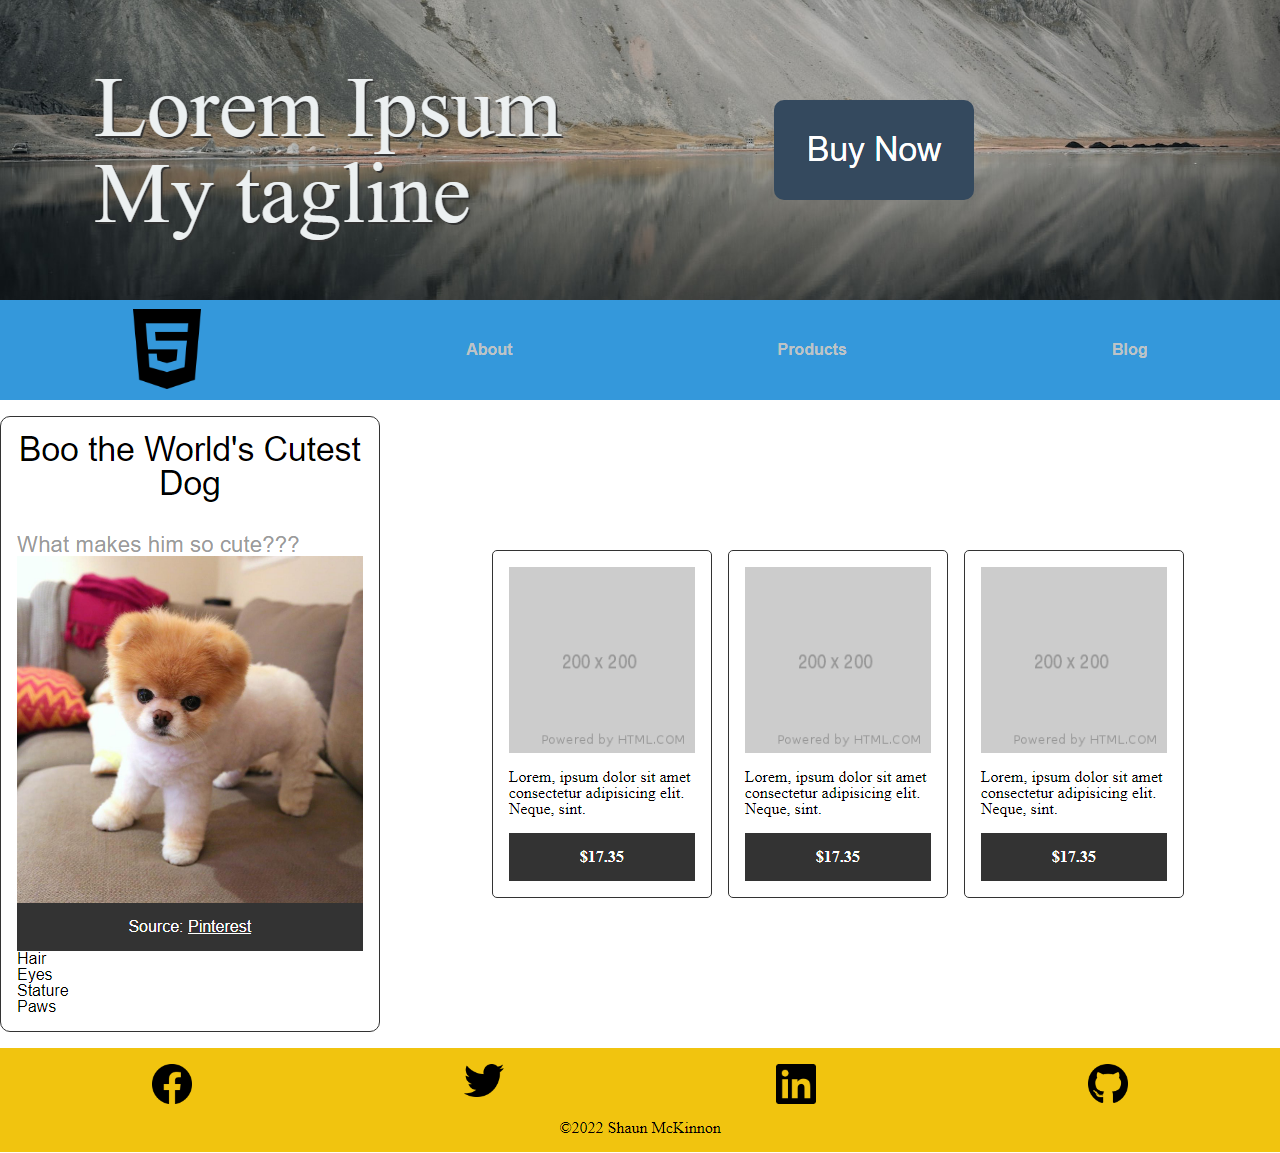 Lorem Ipsum
My tagline
Buy Now
5
About
Products
Blog
Boo the World's Cutest
Dog
What makes him so cute???
Source: Pinterest
Hair
Eyes
Stature
Paws
200 x 200
Powered by HTML.COM
Lorem, ipsum dolor sit amet
consectetur adipisicing elit.
Neque, sint.
$17.35
200 x 200
Powered by HTML.COM
Lorem, ipsum dolor sit amet
consectetur adipisicing elit.
Neque, sint.
$17.35
200 x 200
Powered by HTML.COM
Lorem, ipsum dolor sit amet
consectetur adipisicing elit.
Neque, sint.
$17.35
in
©2022 Shaun McKinnon